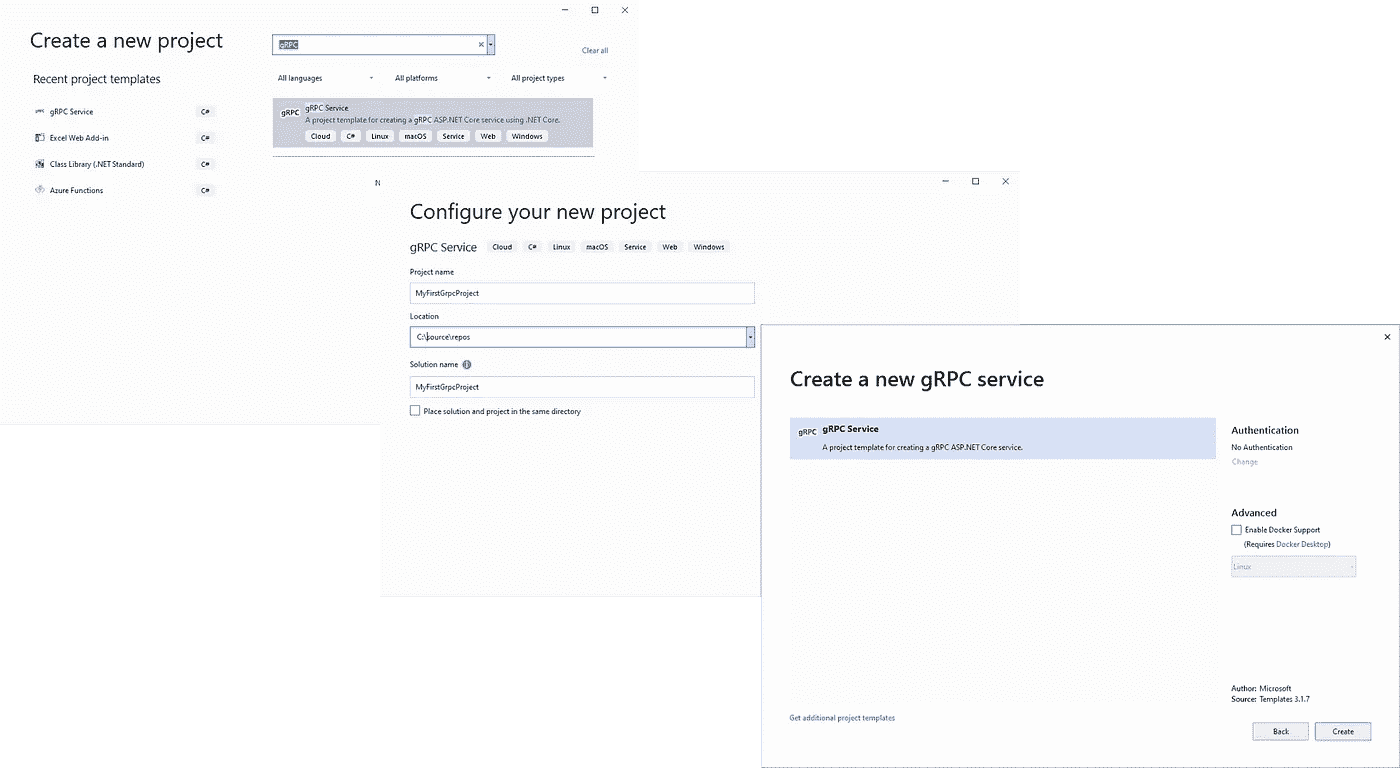 Create a new project
gRPC
Clear all
Recent project templates
All languages
All platforms
All project types
gRPC Service C#
Excel Web Add-in C#
Class Library (.NET Standard) C#
Azure Functions C#
gRPC
gRPC Service
A project template for creating a gRPC ASP.NET Core service using .NET Core.
Cloud C# Linux macOS Service Web Windows
N
Configure your new project
gRPC Service Cloud C# Linux macOS Service Web Windows
Project name
MyFirstGrpcProject
Location
C:\source\repos
Solution name
MyFirstGrpcProject
Place solution and project in the same directory
Create a new gRPC service
gRPC
gRPC Service
A project template for creating a gRPC ASP.NET Core service.
Authentication
No Authentication
Change
Advanced
Enable Docker Support
(Requires Docker Desktop)
Linux
Author: Microsoft
Source: Templates 3.1.7
Get additional project templates
Back
Create